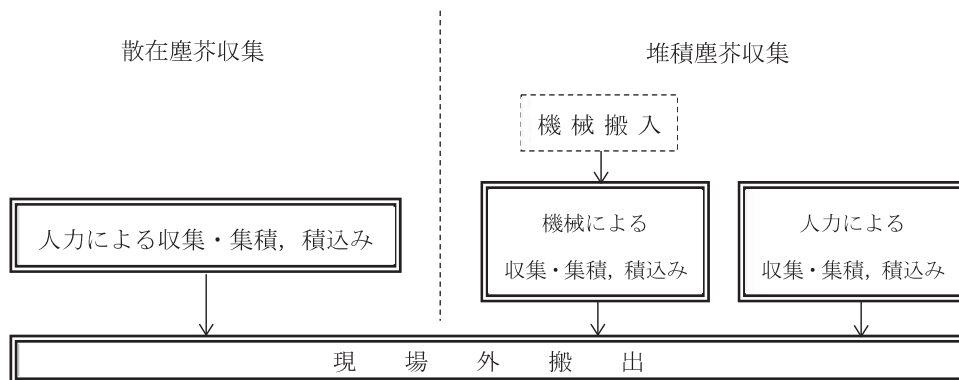 散在塵芥収集
堆積塵芥収集
機械搬入
人力による収集・集積，積込み
機械による
収集・集積，積込み
人力による
収集・集積，積込み
現場外搬出